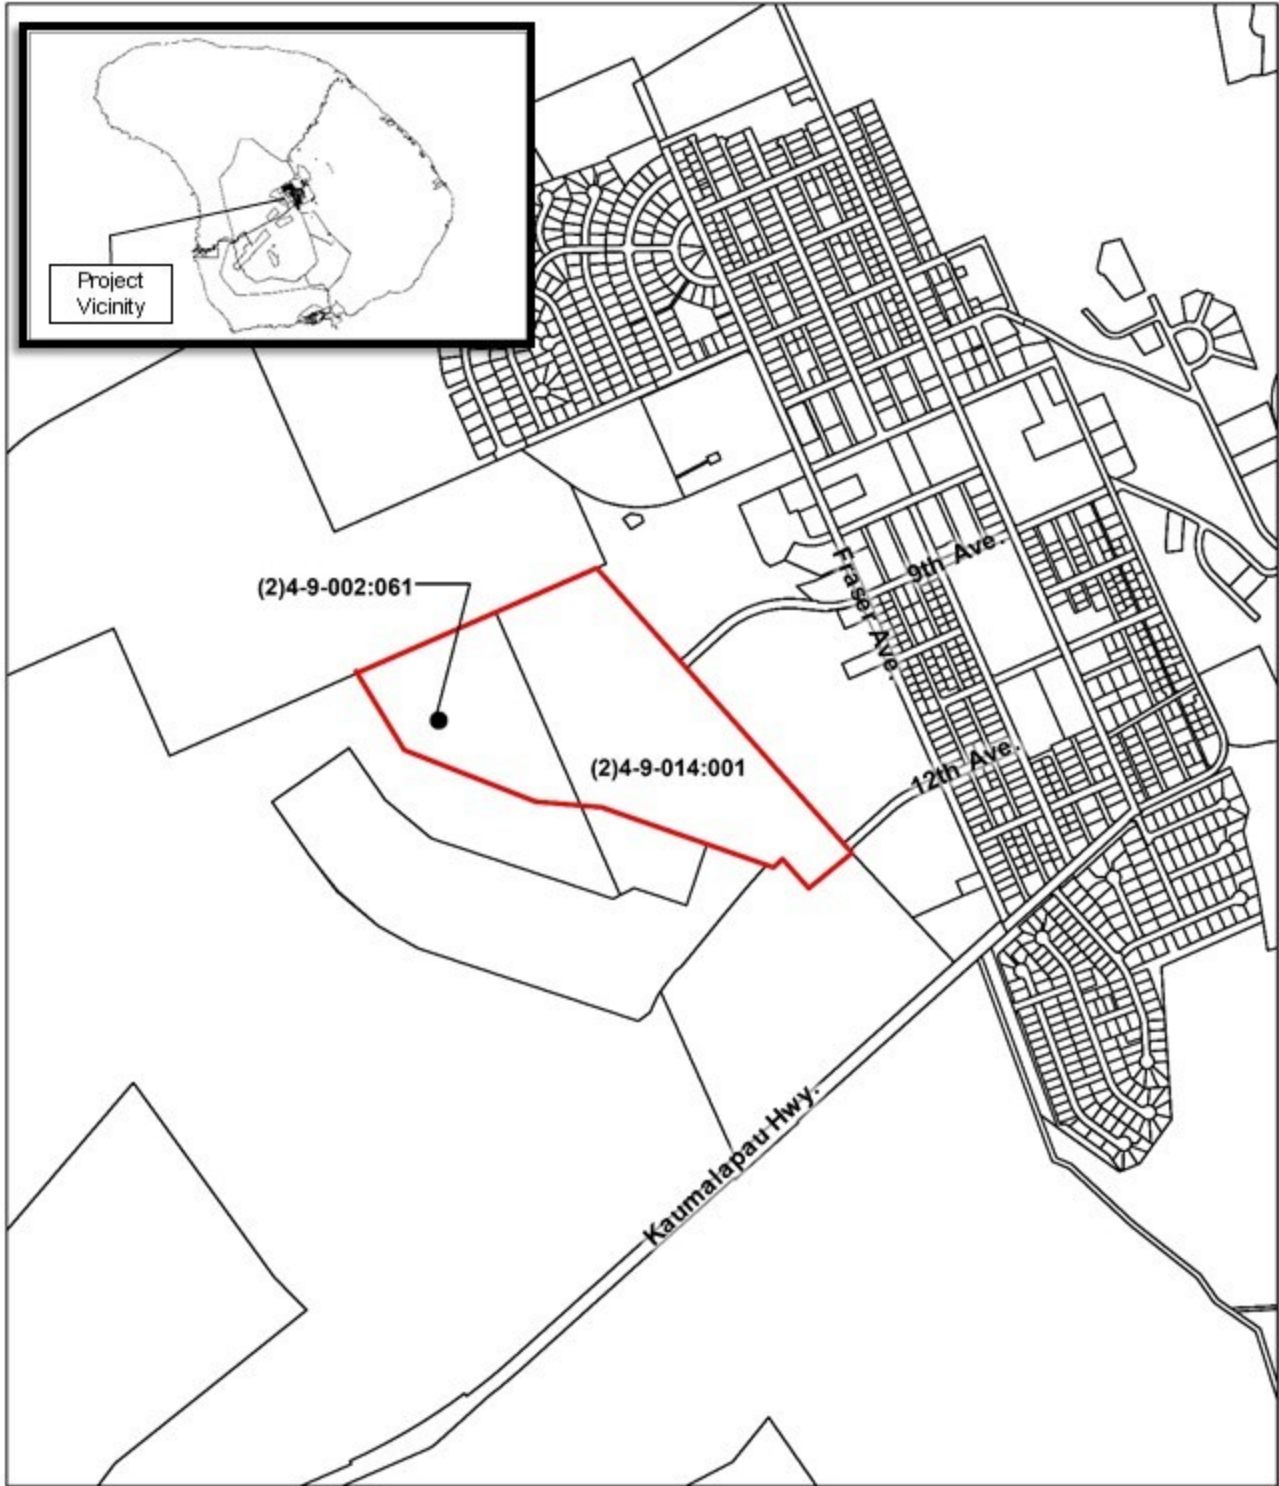 Project
Vicinity
(2)4-9-002:061
Fraser Ave.
9th Ave.
(2)4-9-014:001
12th Ave.
Kaumalapau Hwy.